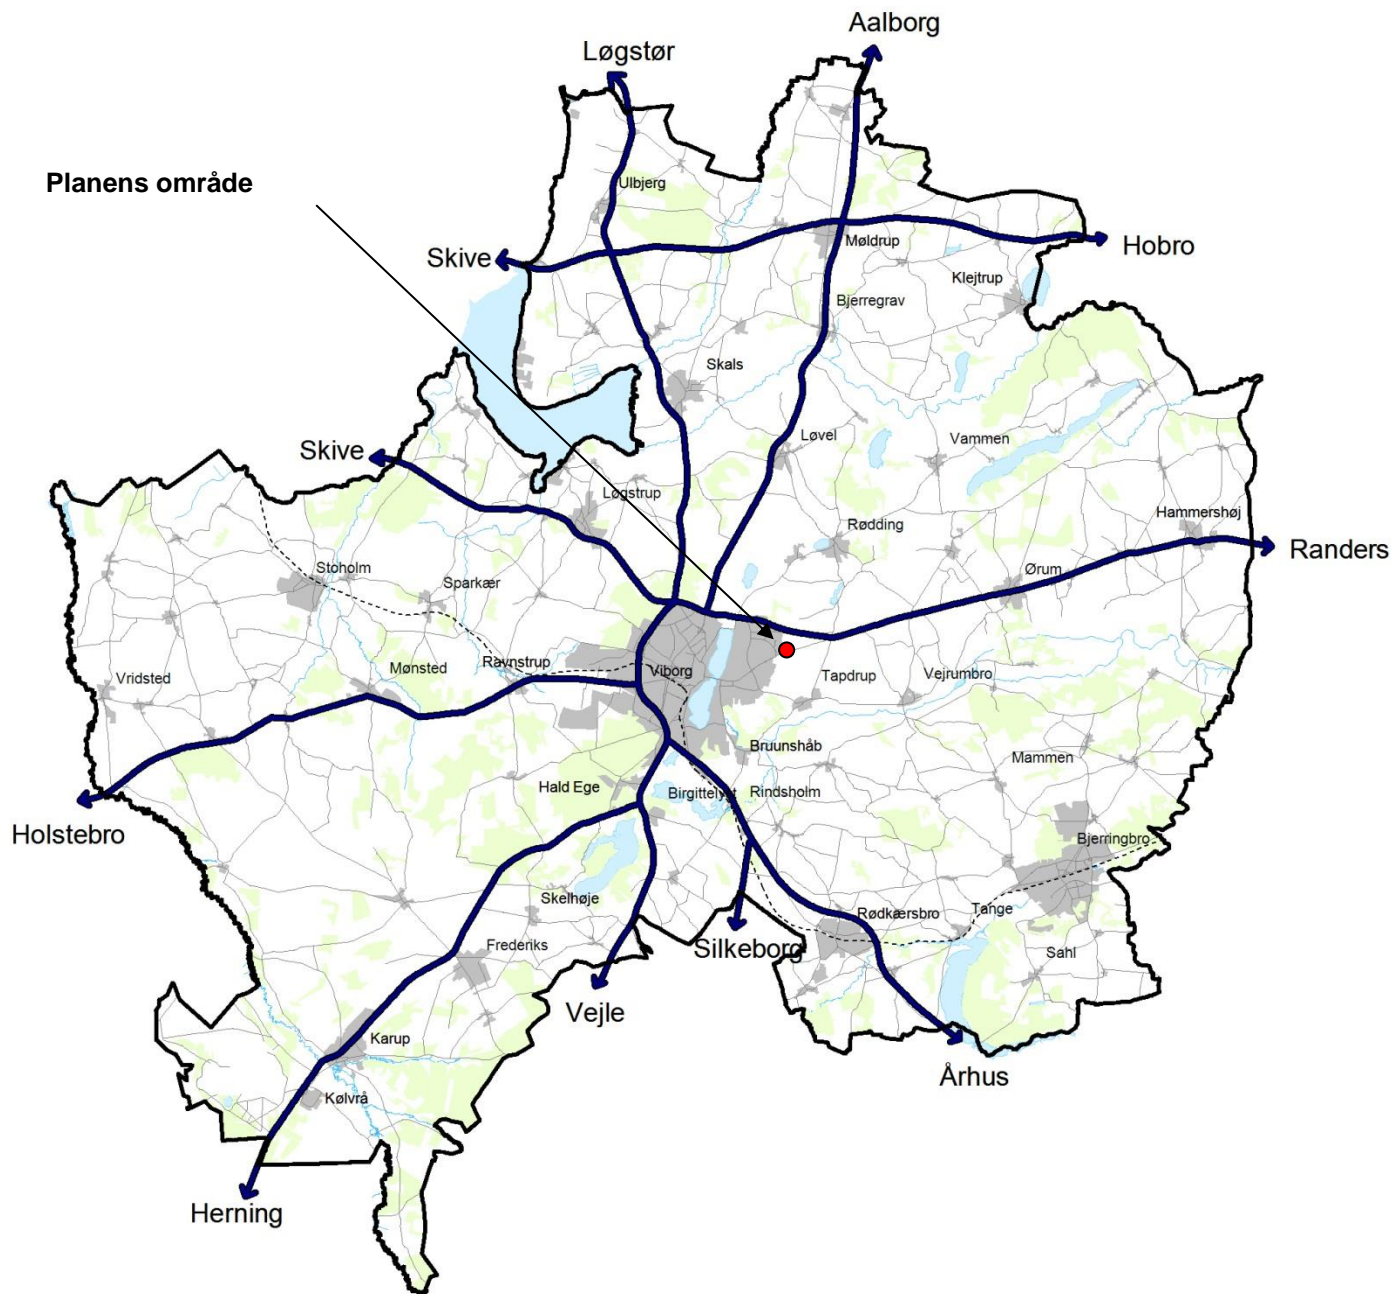 Aalborg
Løgstør
Planens område
Ulbjerg
Møldrup
Hobro
Skive
Klejtrup
Bjerregrav
Skals
Løvel
Vammen
Skive
Løgstrup
Hammershøj
Rødding
Randers
Stoholm
Sparkær
Ørum
Ravnstrup
Mønsted
Viborg
Tapdrup
Vejrumbro
Vridsted
Bruunshåb
Mammen
Hald Ege
Birgittelyst
Rindsholm
Holstebro
Bjerringbro
Skelhøje
Rødkærsbro
Tange
Frederiks
Silkeborg
Sahl
Vejle
Karup
Århus
Kølvrå
Herning